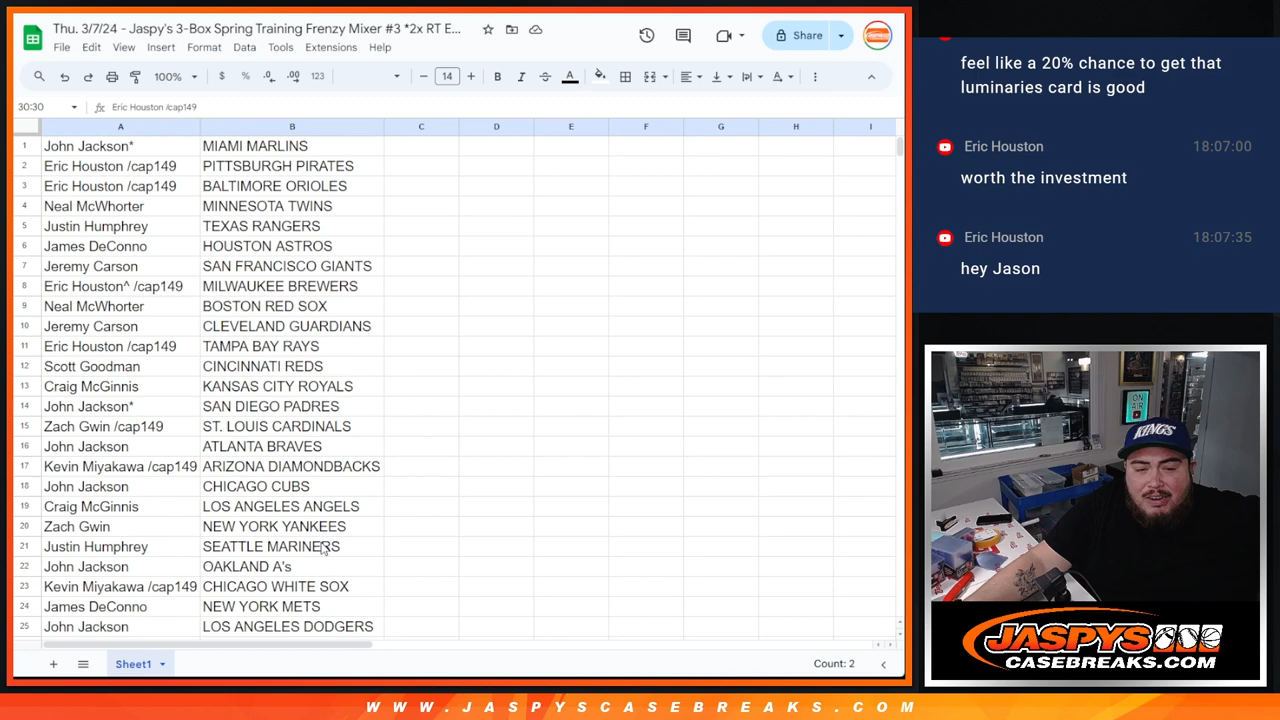 Thu. 3/7/24 - Jaspy's 3-Box Spring Training Frenzy Mixer #3 *2x RT E...
File Edit View Insert Format Data Tools Extensions Help
Share
100% $ % .0 .00 123 14 B I A
30:30 fx Eric Houston /cap149
A B C D E F G H I
1 John Jackson* MIAMI MARLINS
2 Eric Houston /cap149 PITTSBURGH PIRATES
3 Eric Houston /cap149 BALTIMORE ORIOLES
4 Neal McWhorter MINNESOTA TWINS
5 Justin Humphrey TEXAS RANGERS
6 James DeConno HOUSTON ASTROS
7 Jeremy Carson SAN FRANCISCO GIANTS
8 Eric Houston^ /cap149 MILWAUKEE BREWERS
9 Neal McWhorter BOSTON RED SOX
10 Jeremy Carson CLEVELAND GUARDIANS
11 Eric Houston /cap149 TAMPA BAY RAYS
12 Scott Goodman CINCINNATI REDS
13 Craig McGinnis KANSAS CITY ROYALS
14 John Jackson* SAN DIEGO PADRES
15 Zach Gwin /cap149 ST. LOUIS CARDINALS
16 John Jackson ATLANTA BRAVES
17 Kevin Miyakawa /cap149 ARIZONA DIAMONDBACKS
18 John Jackson CHICAGO CUBS
19 Craig McGinnis LOS ANGELES ANGELS
20 Zach Gwin NEW YORK YANKEES
21 Justin Humphrey SEATTLE MARINERS
22 John Jackson OAKLAND A's
23 Kevin Miyakawa /cap149 CHICAGO WHITE SOX
24 James DeConno NEW YORK METS
25 John Jackson LOS ANGELES DODGERS
Sheet1
Count: 2
feel like a 20% chance to get that
luminaries card is good
Eric Houston 18:07:00
worth the investment
Eric Houston 18:07:35
hey Jason
ON
AIR
KINGS
JASPYS
CASEBREAKS.COM
WWW.JASPYSCASEBREAKS.COM